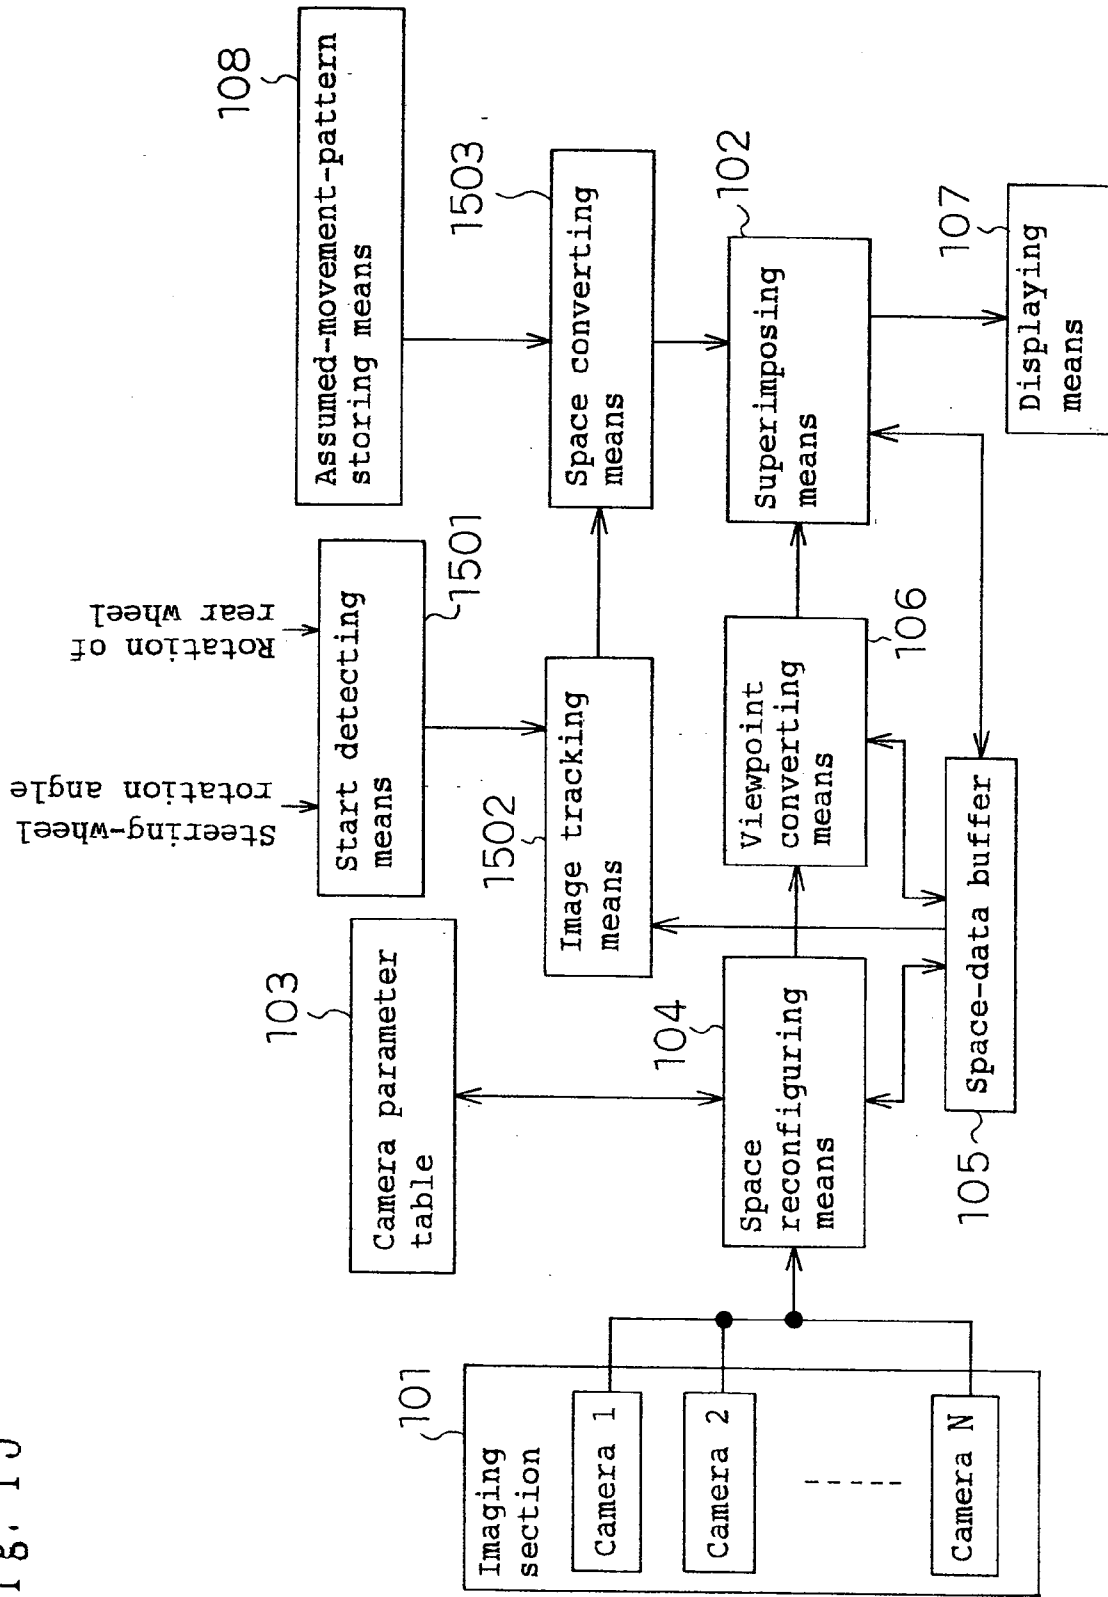 108
Assumed-movement-pattern
storing means
Rotation of
rear wheel
Steering-wheel
rotation angle
Start detecting
means
1501
103
Camera parameter
table
1503
Space converting
means
1502
Image tracking
means
102
Superimposing
means
106
Viewpoint
converting
means
104
Space
reconfiguring
means
107
Displaying
means
105
Space-data buffer
101
Imaging
section
Camera 1
Camera 2
Camera N